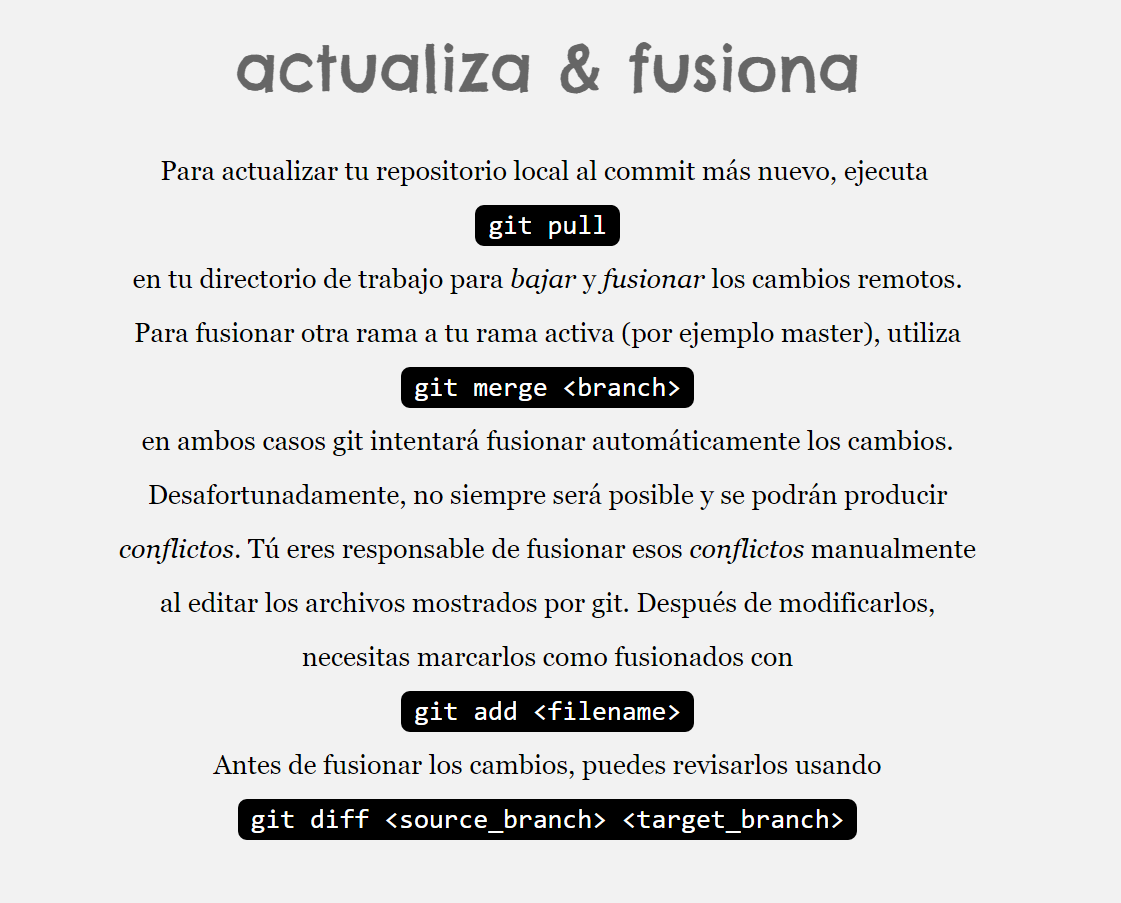 actualiza & fusiona
Para actualizar tu repositorio local al commit más nuevo, ejecuta
git pull
en tu directorio de trabajo para bajar y fusionar los cambios remotos.
Para fusionar otra rama a tu rama activa (por ejemplo master), utiliza
git merge <branch>
en ambos casos git intentará fusionar automáticamente los cambios.
Desafortunadamente, no siempre será posible y se podrán producir
conflictos. Tú eres responsable de fusionar esos conflictos manualmente
al editar los archivos mostrados por git. Después de modificarlos,
necesitas marcarlos como fusionados con
git add <filename>
Antes de fusionar los cambios, puedes revisarlos usando
git diff <source_branch> <target_branch>